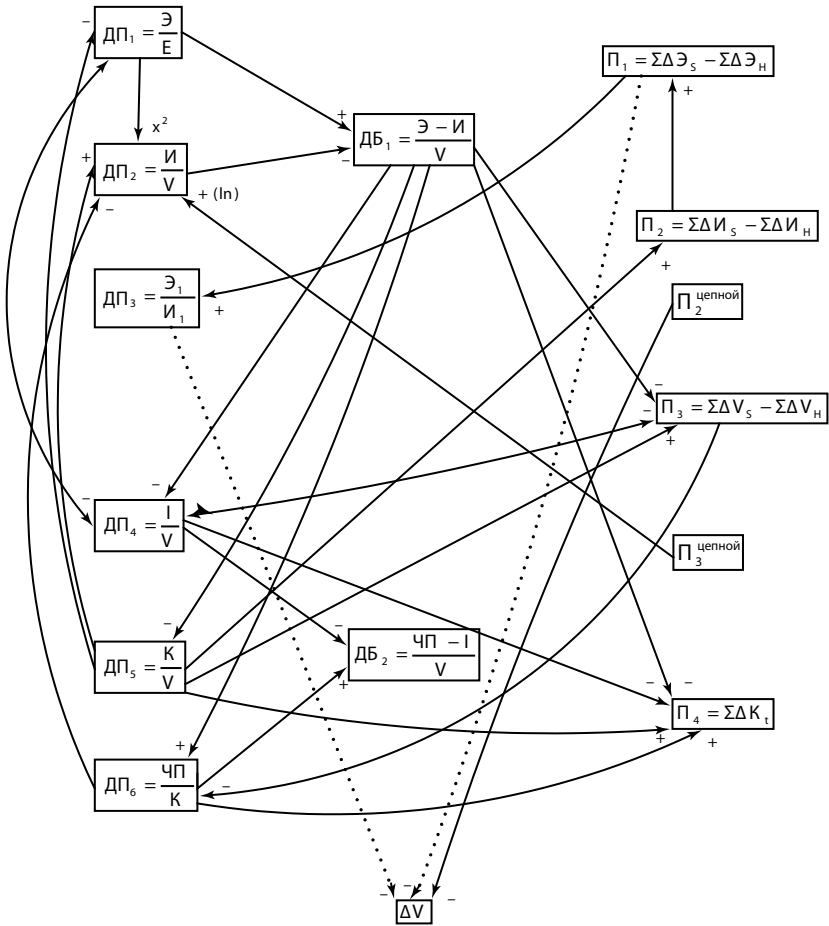 ДП₁ = Э/Е
П₁ = ΣΔЭ_S − ΣΔЭ_Н
x²
ДБ₁ = (Э − И)/V
ДП₂ = И/V
+ (ln)
П₂ = ΣΔИ_S − ΣΔИ_Н
ДП₃ = Э₁/И₁
П₂ цепной
П₃ = ΣΔV_S − ΣΔV_Н
ДП₄ = I/V
П₃ цепной
ДП₅ = К/V
ДБ₂ = (ЧП − I)/V
П₄ = ΣΔК_t
ДП₆ = ЧП/К
ΔV